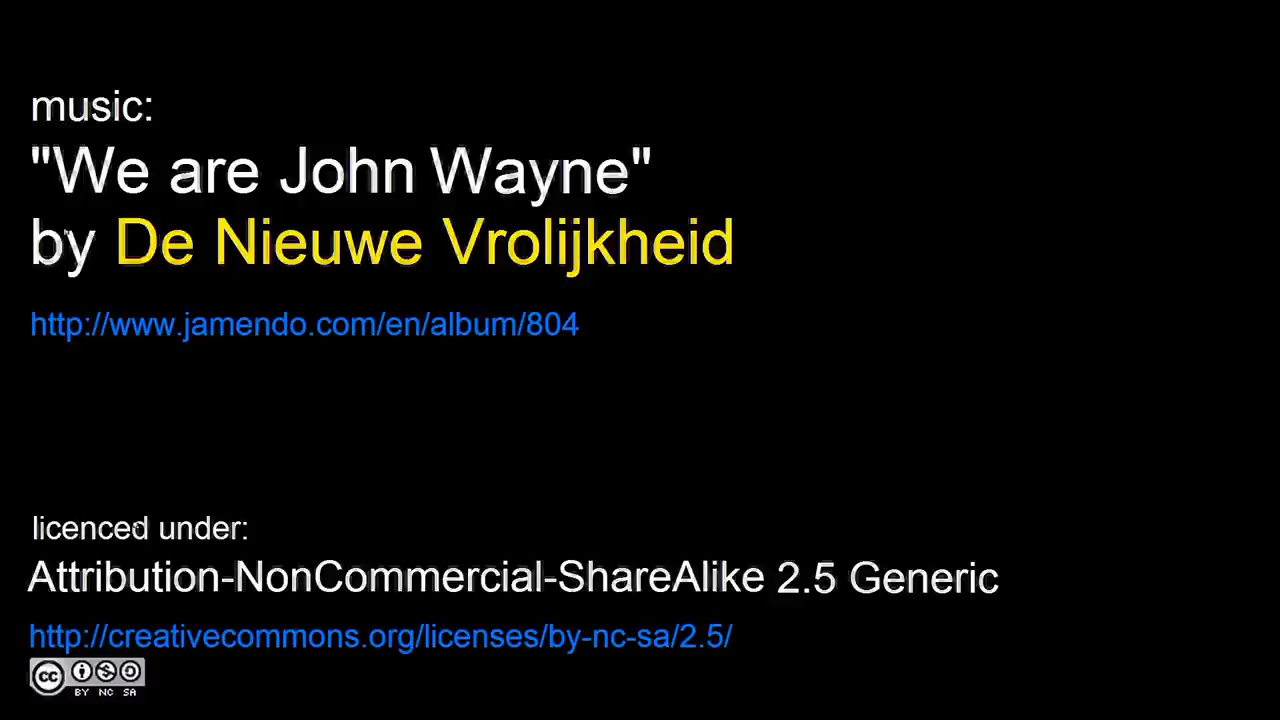 music:
"We are John Wayne"
by De Nieuwe Vrolijkheid
http://www.jamendo.com/en/album/804
licenced under:
Attribution-NonCommercial-ShareAlike 2.5 Generic
http://creativecommons.org/licenses/by-nc-sa/2.5/
cc
BY NC SA